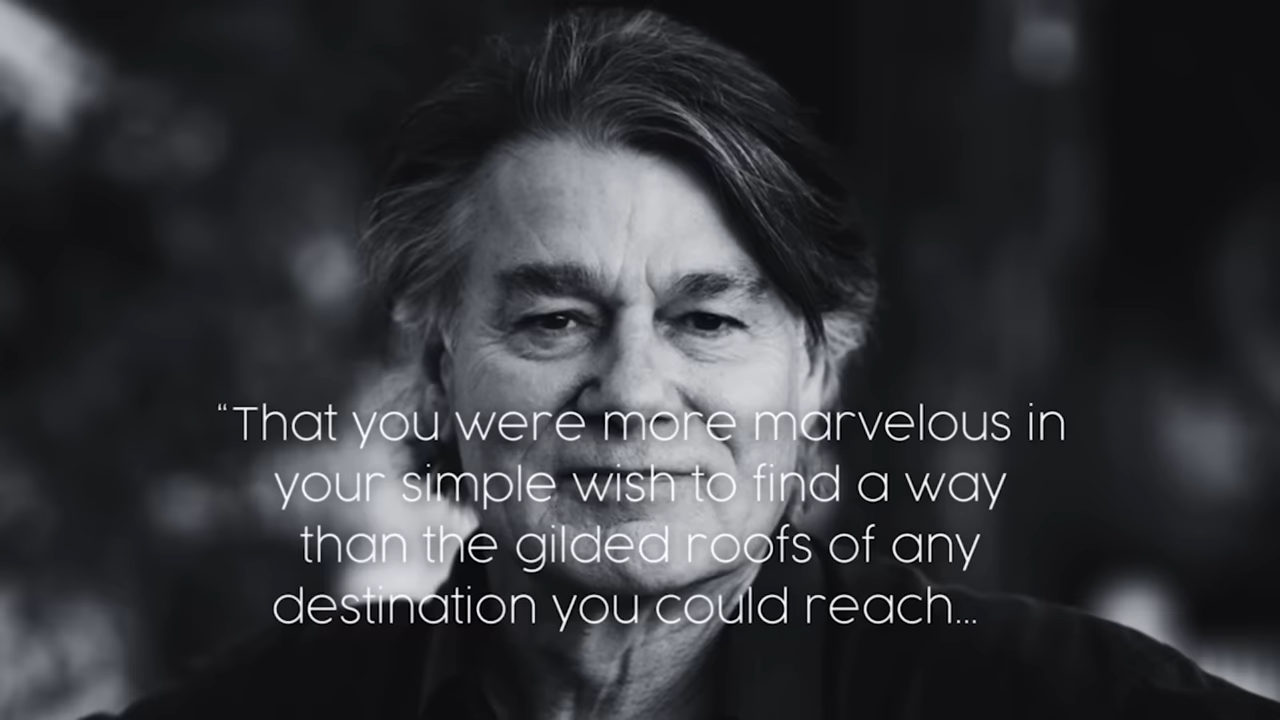 “That you were more marvelous in
your simple wish to find a way
than the gilded roofs of any
destination you could reach...